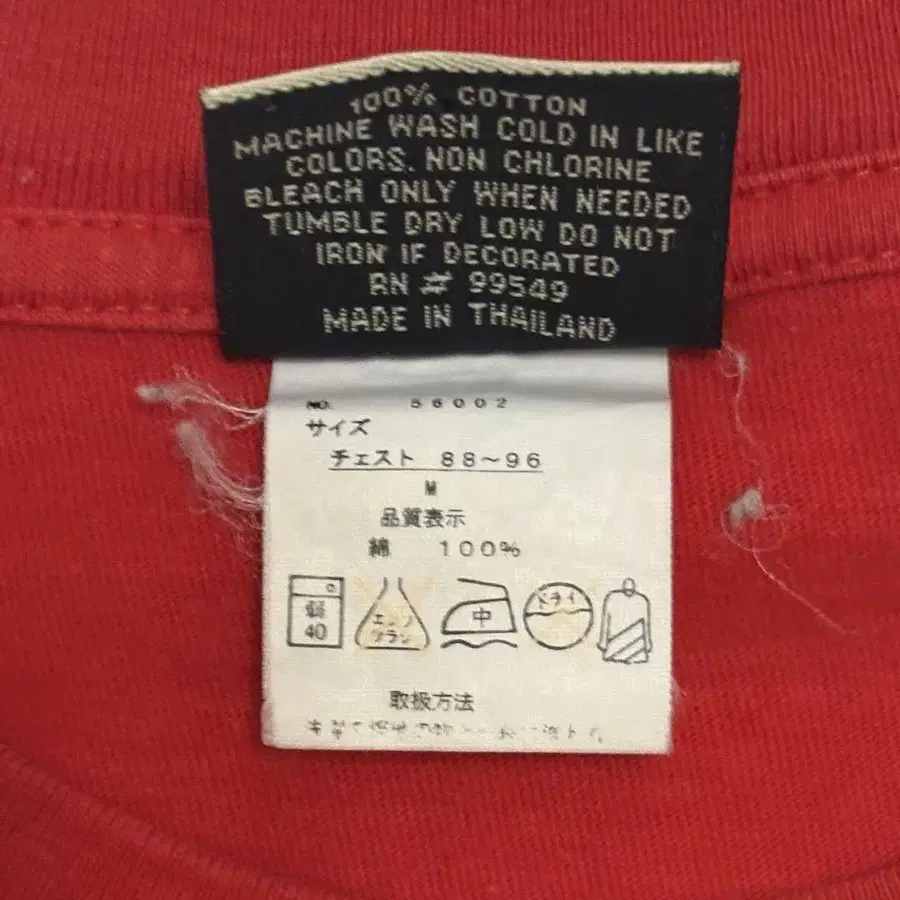 100% COTTON
MACHINE WASH COLD IN LIKE
COLORS. NON CHLORINE
BLEACH ONLY WHEN NEEDED
TUMBLE DRY LOW DO NOT
IRON IF DECORATED
RN # 99549
MADE IN THAILAND
NO. 56002
サイズ
チェスト 88～96
M
品質表示
綿 100%
弱
40
エンソ
サラシ
中
ドライ
取扱方法